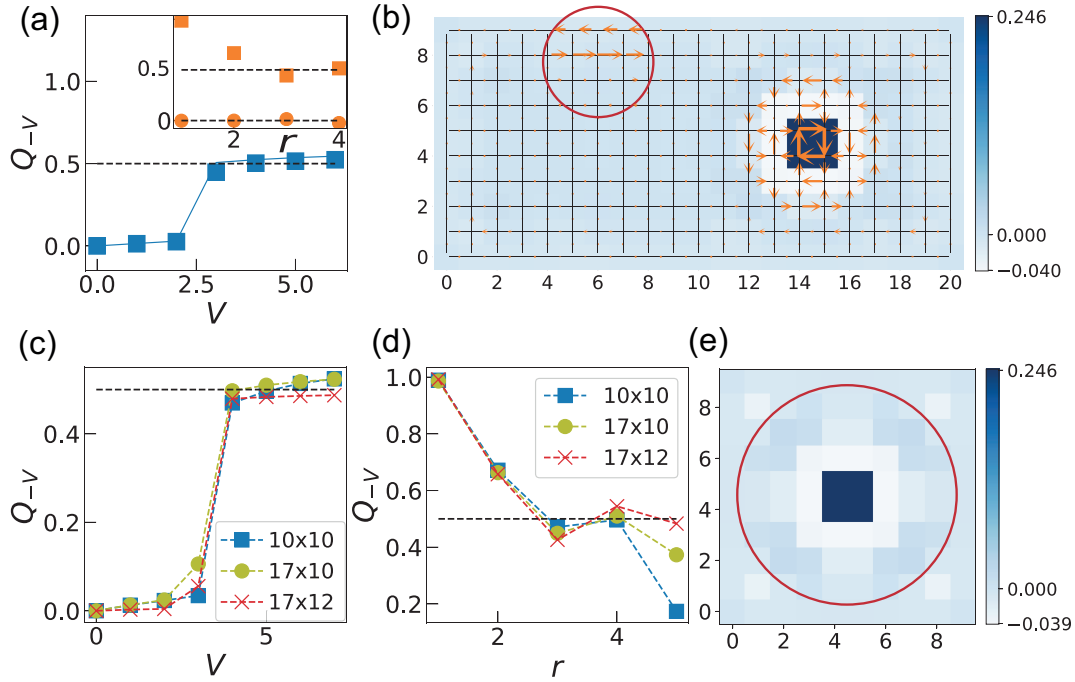 (a)
1.0
0.5
0.0
Q₋V
0.5
0
2
r
4
0.0
2.5
5.0
V
(b)
8
6
4
2
0
0 2 4 6 8 10 12 14 16 18 20
0.246
0.000
−0.040
(c)
0.4
0.2
0.0
Q₋V
10x10
17x10
17x12
0
5
V
(d)
1.0
0.8
0.6
0.4
0.2
Q₋V
10x10
17x10
17x12
2
4
r
(e)
8
6
4
2
0
0 2 4 6 8
0.246
0.000
−0.039